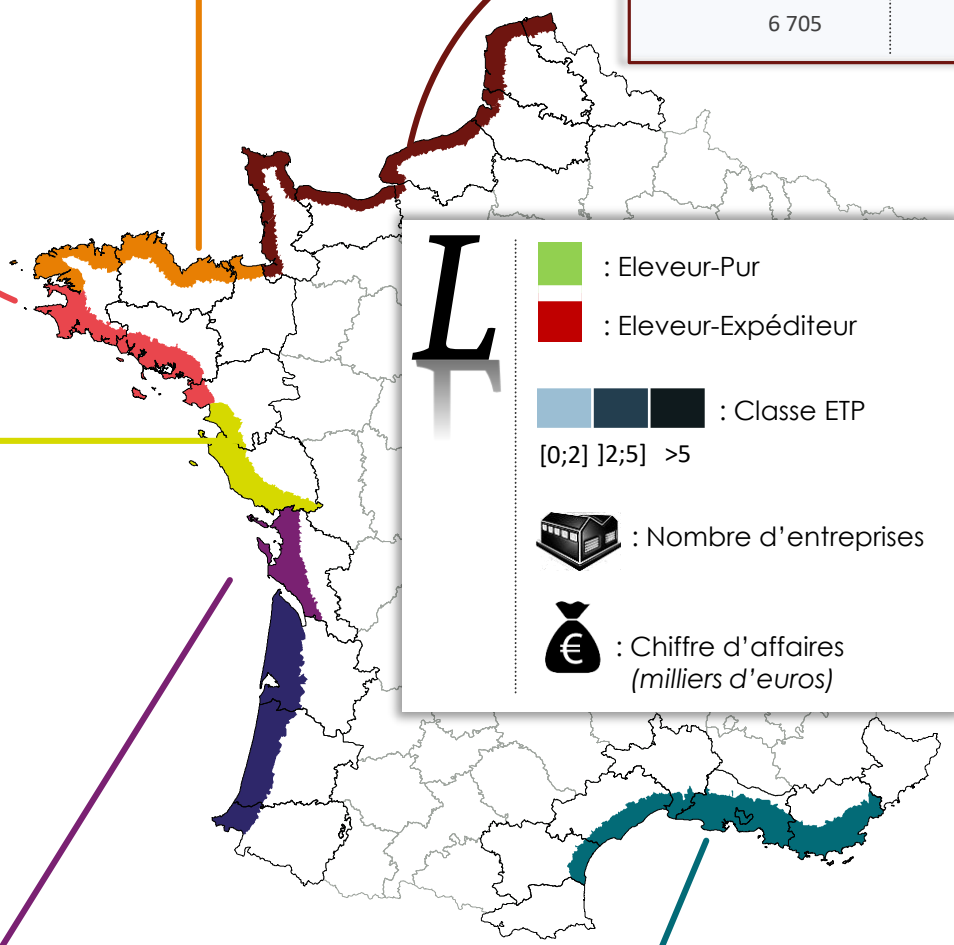 6 705
L
: Eleveur-Pur
: Eleveur-Expéditeur
: Classe ETP
[0;2] ]2;5] >5
: Nombre d’entreprises
€
: Chiffre d’affaires
(milliers d’euros)